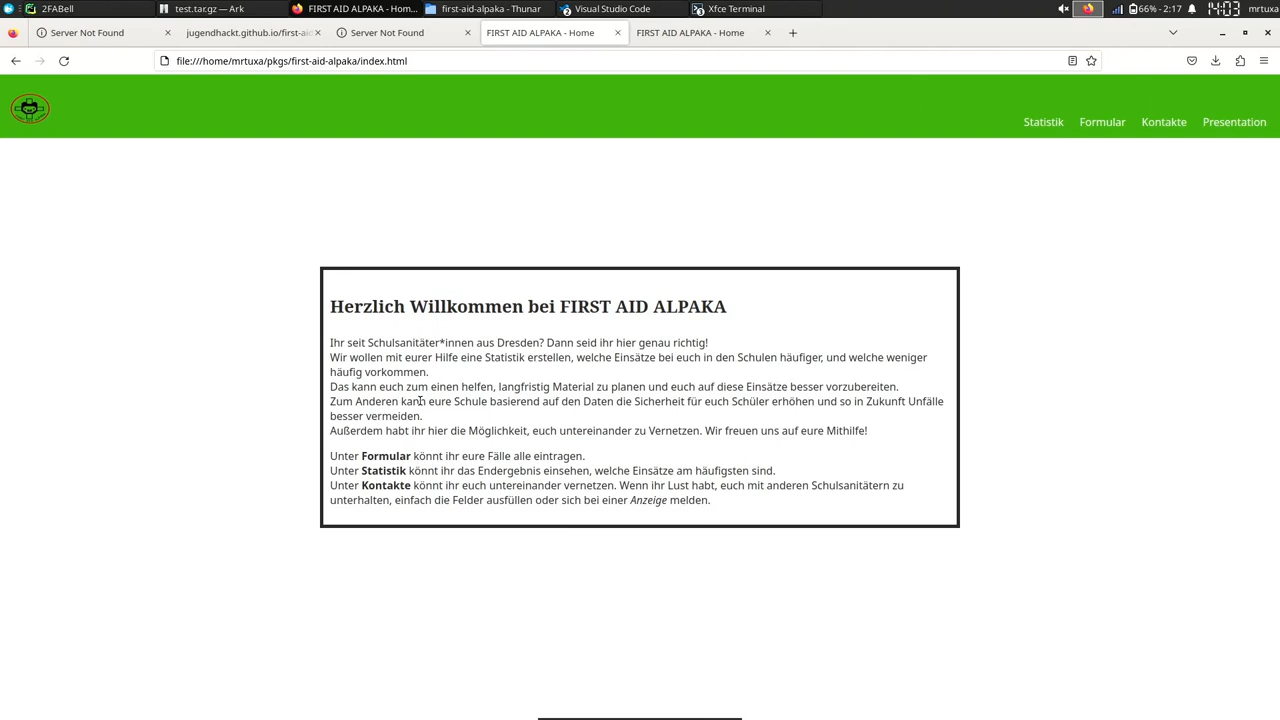 2FABell
test.tar.gz — Ark
FIRST AID ALPAKA - Hom...
first-aid-alpaka - Thunar
2
Visual Studio Code
3
Xfce Terminal
66% - 2:17
14:03
mrtuxa
Server Not Found
jugendhackt.github.io/first-aid
Server Not Found
FIRST AID ALPAKA - Home
FIRST AID ALPAKA - Home
file:///home/mrtuxa/pkgs/first-aid-alpaka/index.html
Statistik
Formular
Kontakte
Presentation
Herzlich Willkommen bei FIRST AID ALPAKA
Ihr seit Schulsanitäter*innen aus Dresden? Dann seid ihr hier genau richtig!
Wir wollen mit eurer Hilfe eine Statistik erstellen, welche Einsätze bei euch in den Schulen häufiger, und welche weniger
häufig vorkommen.
Das kann euch zum einen helfen, langfristig Material zu planen und euch auf diese Einsätze besser vorzubereiten.
Zum Anderen kann eure Schule basierend auf den Daten die Sicherheit für euch Schüler erhöhen und so in Zukunft Unfälle
besser vermeiden.
Außerdem habt ihr hier die Möglichkeit, euch untereinander zu Vernetzen. Wir freuen uns auf eure Mithilfe!
Unter Formular könnt ihr eure Fälle alle eintragen.
Unter Statistik könnt ihr das Endergebnis einsehen, welche Einsätze am häufigsten sind.
Unter Kontakte könnt ihr euch untereinander vernetzen. Wenn ihr Lust habt, euch mit anderen Schulsanitätern zu
unterhalten, einfach die Felder ausfüllen oder sich bei einer Anzeige melden.